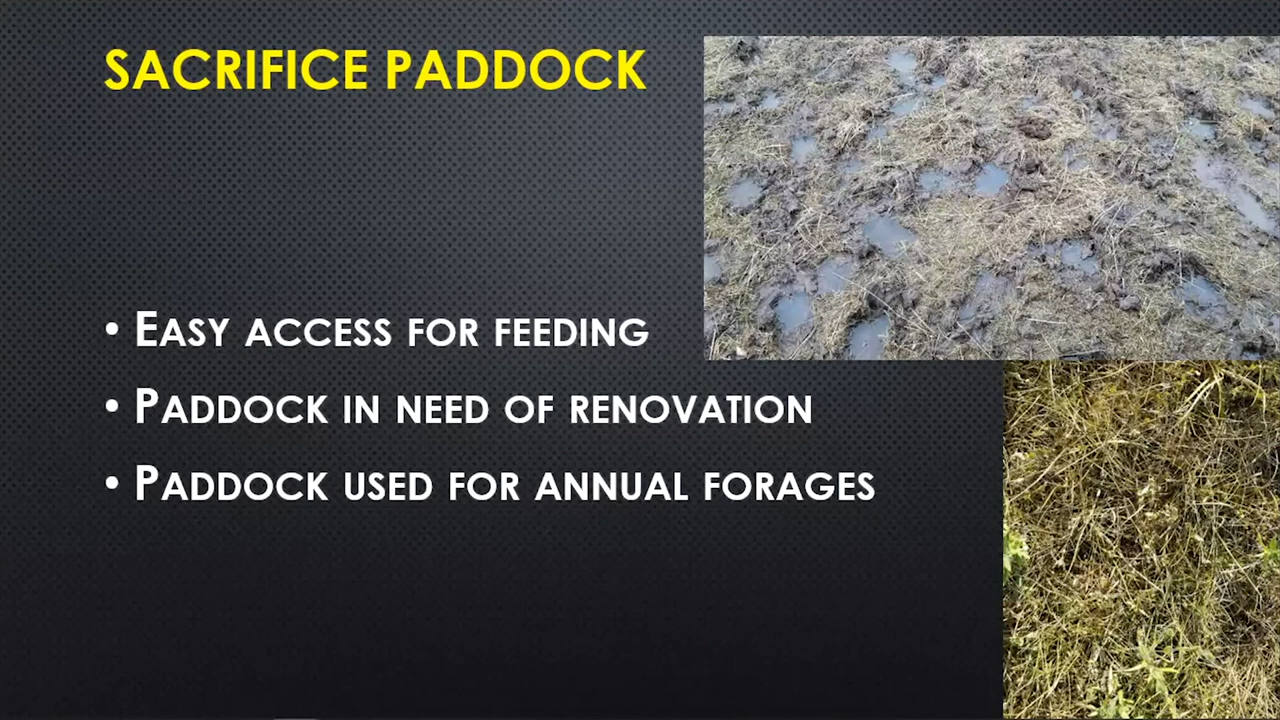 SACRIFICE PADDOCK
• EASY ACCESS FOR FEEDING
• PADDOCK IN NEED OF RENOVATION
• PADDOCK USED FOR ANNUAL FORAGES